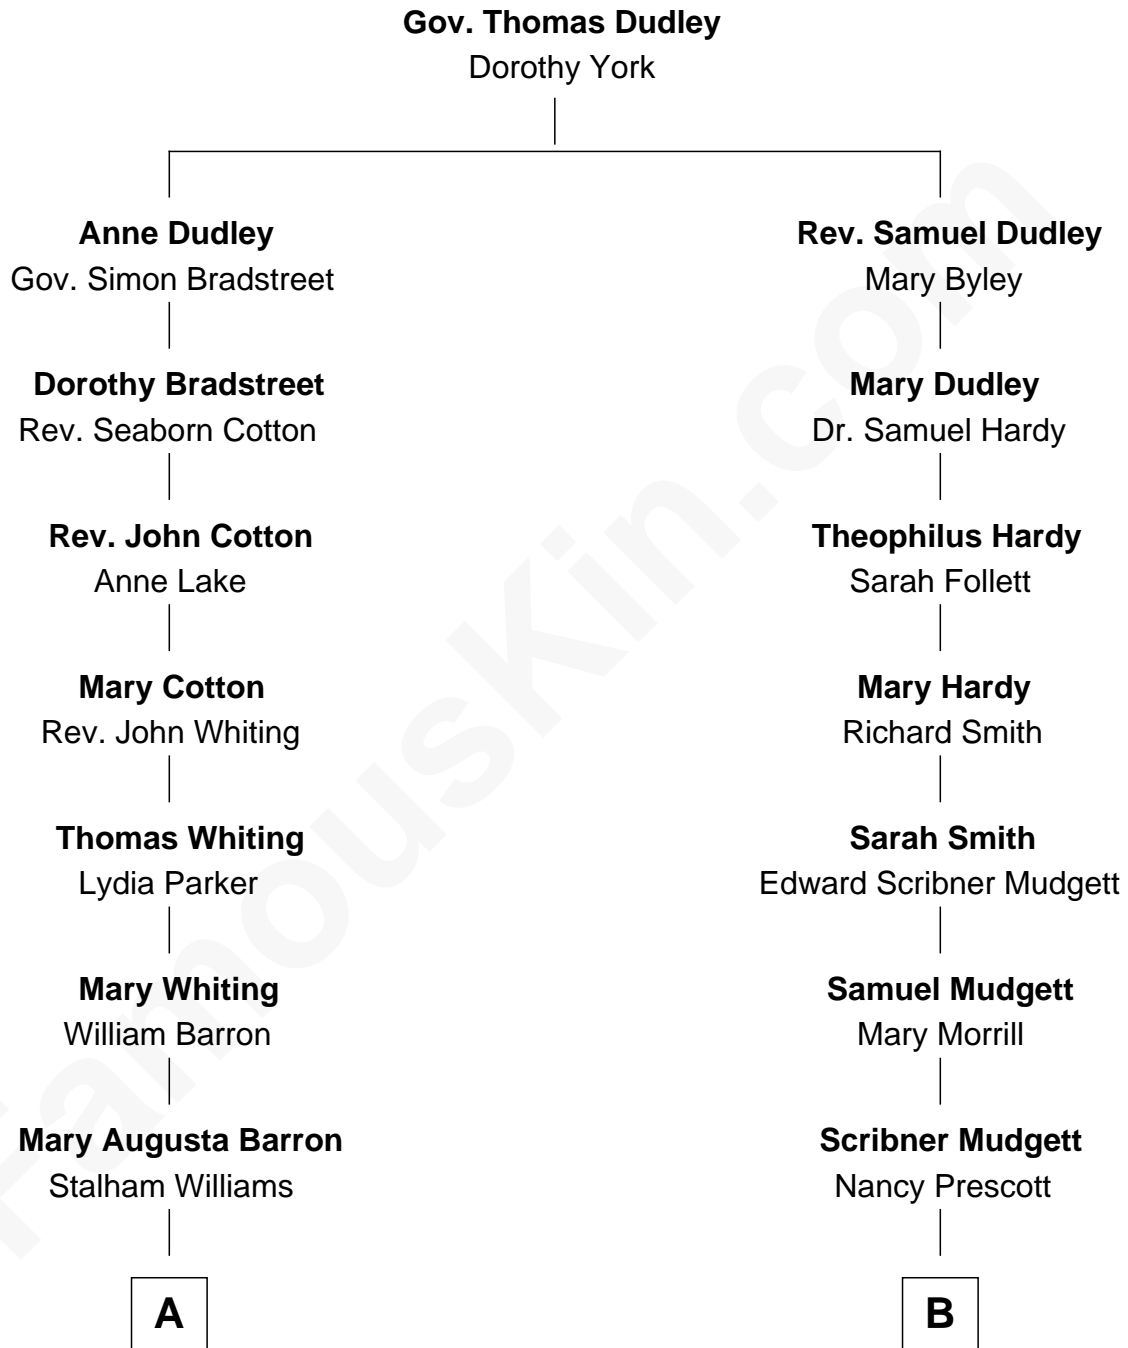 Gov. Thomas Dudley
Dorothy York
Anne Dudley
Gov. Simon Bradstreet
Dorothy Bradstreet
Rev. Seaborn Cotton
Rev. John Cotton
Anne Lake
Mary Cotton
Rev. John Whiting
Thomas Whiting
Lydia Parker
Mary Whiting
William Barron
Mary Augusta Barron
Stalham Williams
A
Rev. Samuel Dudley
Mary Byley
Mary Dudley
Dr. Samuel Hardy
Theophilus Hardy
Sarah Follett
Mary Hardy
Richard Smith
Sarah Smith
Edward Scribner Mudgett
Samuel Mudgett
Mary Morrill
Scribner Mudgett
Nancy Prescott
B
FamousKin.com